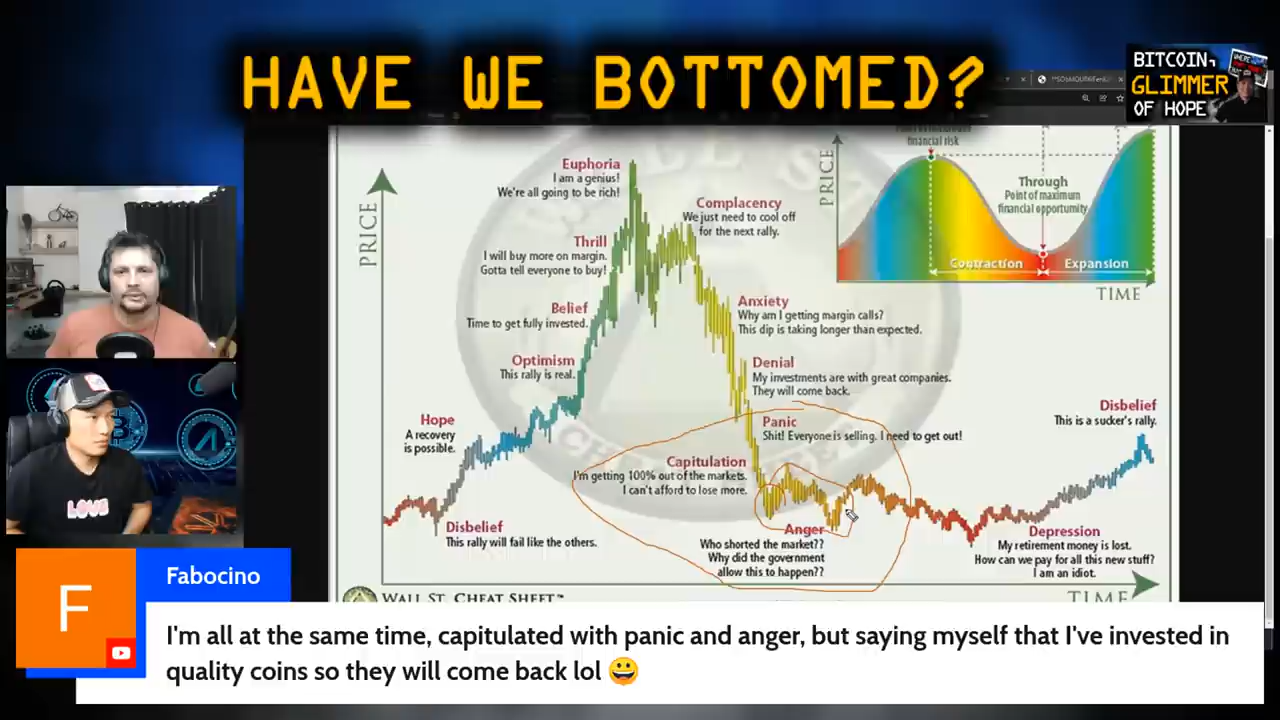 HAVE WE BOTTOMED?
BITCOIN,
GLIMMER
OF HOPE
financial risk
PRICE
Through
Point of maximum
financial opportunity
Contraction
Expansion
TIME
PRICE
Euphoria
I am a genius!
We're all going to be rich!
Complacency
We just need to cool off
for the next rally.
Thrill
I will buy more on margin.
Gotta tell everyone to buy!
Belief
Time to get fully invested.
Anxiety
Why am I getting margin calls?
This dip is taking longer than expected.
Optimism
This rally is real.
Denial
My investments are with great companies.
They will come back.
Hope
A recovery
is possible.
Panic
Shit! Everyone is selling. I need to get out!
Disbelief
This is a sucker's rally.
Capitulation
I'm getting 100% out of the markets.
I can't afford to lose more.
Disbelief
This rally will fail like the others.
Anger
Who shorted the market??
Why did the government
allow this to happen??
Depression
My retirement money is lost.
How can we pay for all this new stuff?
I am an idiot.
WALL ST. CHEAT SHEET™
TIME
LOVE
F
Fabocino
I'm all at the same time, capitulated with panic and anger, but saying myself that I've invested in
quality coins so they will come back lol 😀